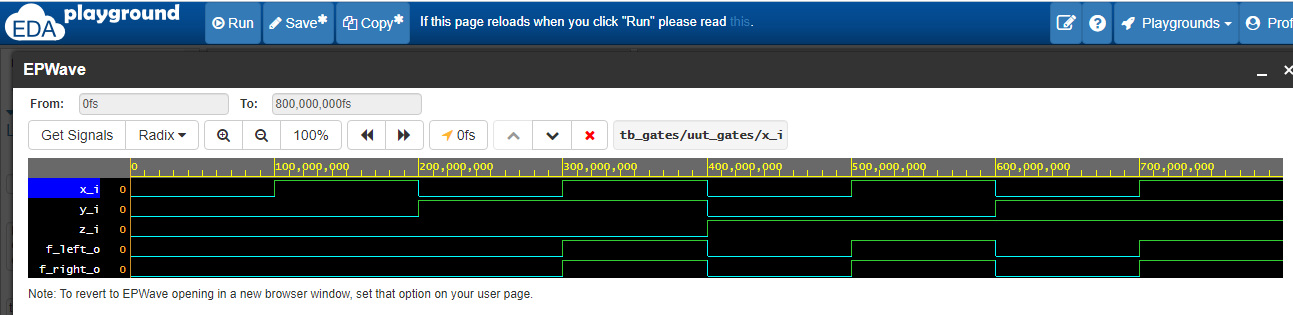 EDA playground Run Save* Copy* If this page reloads when you click "Run" please read this. Playgrounds Prof
EPWave
From: 0fs To: 800,000,000fs
Get Signals Radix 100% 0fs tb_gates/uut_gates/x_i
0 100,000,000 200,000,000 300,000,000 400,000,000 500,000,000 600,000,000 700,000,000
x_i 0
y_i 0
z_i 0
f_left_o 0
f_right_o 0
Note: To revert to EPWave opening in a new browser window, set that option on your user page.